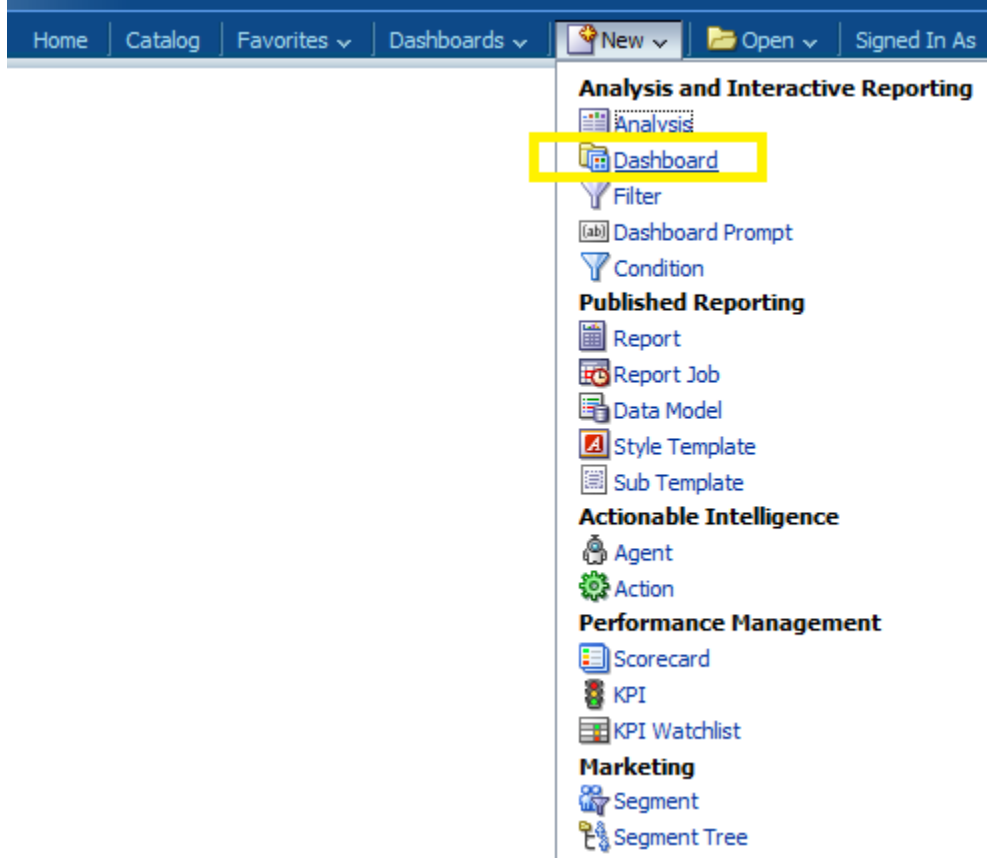 Home Catalog Favorites Dashboards New Open Signed In As
Analysis and Interactive Reporting
Analysis
Dashboard
Filter
(ab) Dashboard Prompt
Condition
Published Reporting
Report
Report Job
Data Model
A Style Template
Sub Template
Actionable Intelligence
Agent
Action
Performance Management
Scorecard
KPI
KPI Watchlist
Marketing
Segment
Segment Tree